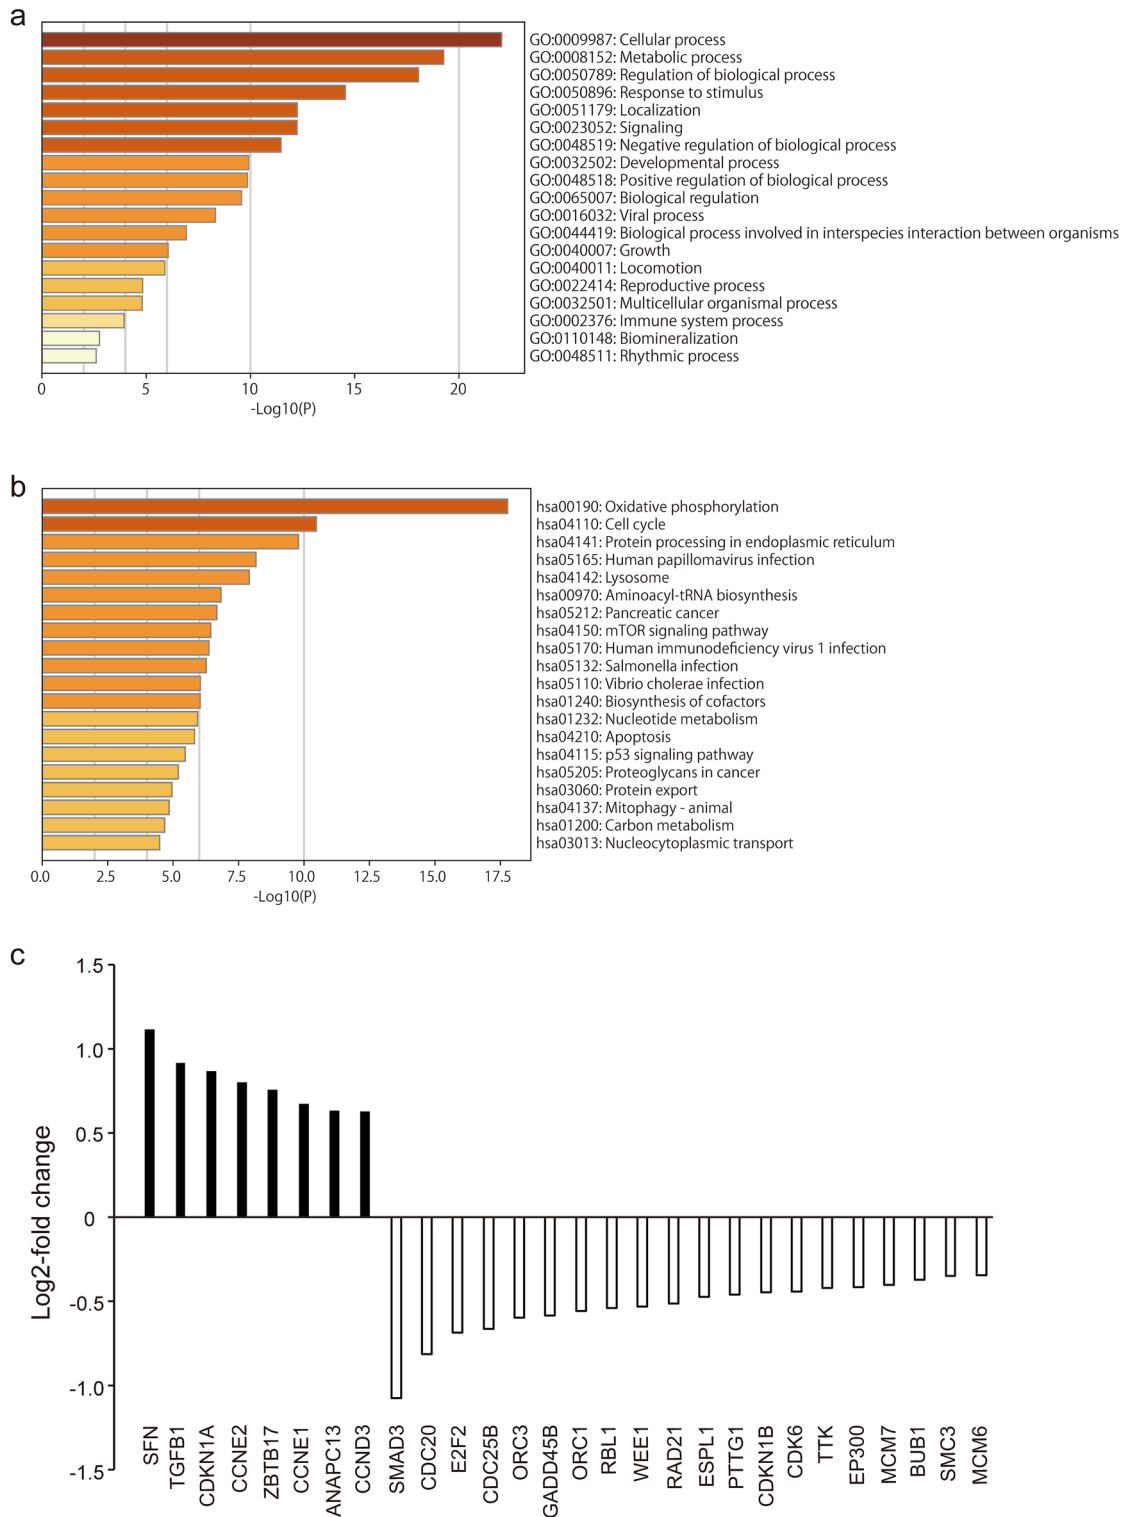 a
GO:0009987: Cellular process
GO:0008152: Metabolic process
GO:0050789: Regulation of biological process
GO:0050896: Response to stimulus
GO:0051179: Localization
GO:0023052: Signaling
GO:0048519: Negative regulation of biological process
GO:0032502: Developmental process
GO:0048518: Positive regulation of biological process
GO:0065007: Biological regulation
GO:0016032: Viral process
GO:0044419: Biological process involved in interspecies interaction between organisms
GO:0040007: Growth
GO:0040011: Locomotion
GO:0022414: Reproductive process
GO:0032501: Multicellular organismal process
GO:0002376: Immune system process
GO:0110148: Biomineralization
GO:0048511: Rhythmic process
0 5 10 15 20
-Log10(P)
b
hsa00190: Oxidative phosphorylation
hsa04110: Cell cycle
hsa04141: Protein processing in endoplasmic reticulum
hsa05165: Human papillomavirus infection
hsa04142: Lysosome
hsa00970: Aminoacyl-tRNA biosynthesis
hsa05212: Pancreatic cancer
hsa04150: mTOR signaling pathway
hsa05170: Human immunodeficiency virus 1 infection
hsa05132: Salmonella infection
hsa05110: Vibrio cholerae infection
hsa01240: Biosynthesis of cofactors
hsa01232: Nucleotide metabolism
hsa04210: Apoptosis
hsa04115: p53 signaling pathway
hsa05205: Proteoglycans in cancer
hsa03060: Protein export
hsa04137: Mitophagy - animal
hsa01200: Carbon metabolism
hsa03013: Nucleocytoplasmic transport
0.0 2.5 5.0 7.5 10.0 12.5 15.0 17.5
-Log10(P)
c
Log2-fold change
1.5
1.0
0.5
0
-0.5
-1.0
-1.5
SFN
TGFB1
CDKN1A
CCNE2
ZBTB17
CCNE1
ANAPC13
CCND3
SMAD3
CDC20
E2F2
CDC25B
ORC3
GADD45B
ORC1
RBL1
WEE1
RAD21
ESPL1
PTTG1
CDKN1B
CDK6
TTK
EP300
MCM7
BUB1
SMC3
MCM6